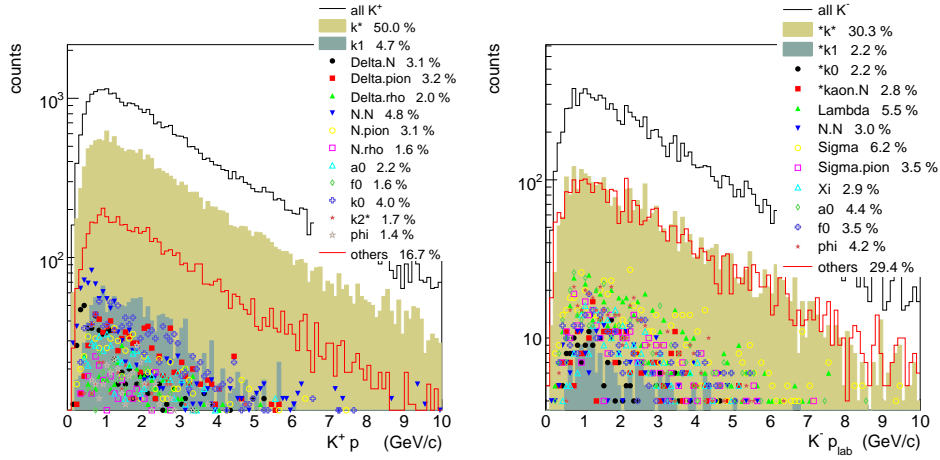 all K+
k* 50.0 %
k1 4.7 %
Delta.N 3.1 %
Delta.pion 3.2 %
Delta.rho 2.0 %
N.N 4.8 %
N.pion 3.1 %
N.rho 1.6 %
a0 2.2 %
f0 1.6 %
k0 4.0 %
k2* 1.7 %
phi 1.4 %
others 16.7 %
counts
10³
10²
0 1 2 3 4 5 6 7 8 9 10
K⁺ p (GeV/c)
all K⁻
*k* 30.3 %
*k1 2.2 %
*k0 2.2 %
*kaon.N 2.8 %
Lambda 5.5 %
N.N 3.0 %
Sigma 6.2 %
Sigma.pion 3.5 %
Xi 2.9 %
a0 4.4 %
f0 3.5 %
phi 4.2 %
others 29.4 %
counts
10²
10
0 1 2 3 4 5 6 7 8 9 10
K⁻ p_lab (GeV/c)